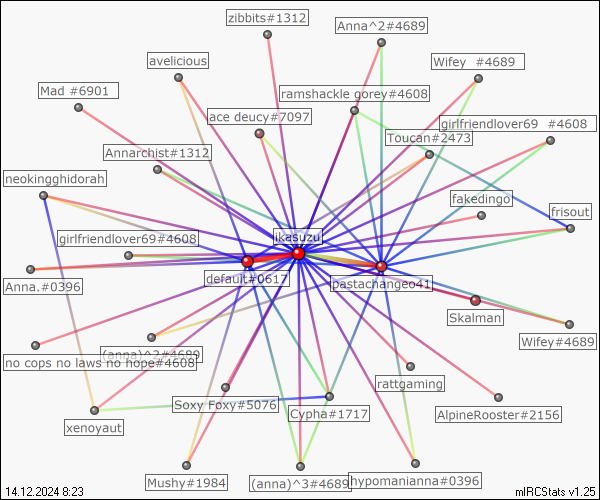 zibbits#1312
Anna^2#4689
avelicious
Wifey #4689
Mad #6901
ramshackle gorey#4608
ace deucy#7097
girlfriendlover69 #4608
Toucan#2473
Annarchist#1312
neokingghidorah
fakedingo
frisout
girlfriendlover69#4608
ikasuzu
Anna.#0396
default#0617
pastachangeo41
Skalman
Wifey#4689
(anna)^2#4689
no cops no laws no hope#4608
rattgaming
Soxy Foxy#5076
Cypha#1717
AlpineRooster#2156
xenoyaut
Mushy#1984
(anna)^3#4689
hypomanianna#0396
14.12.2024 8:23
mIRCStats v1.25